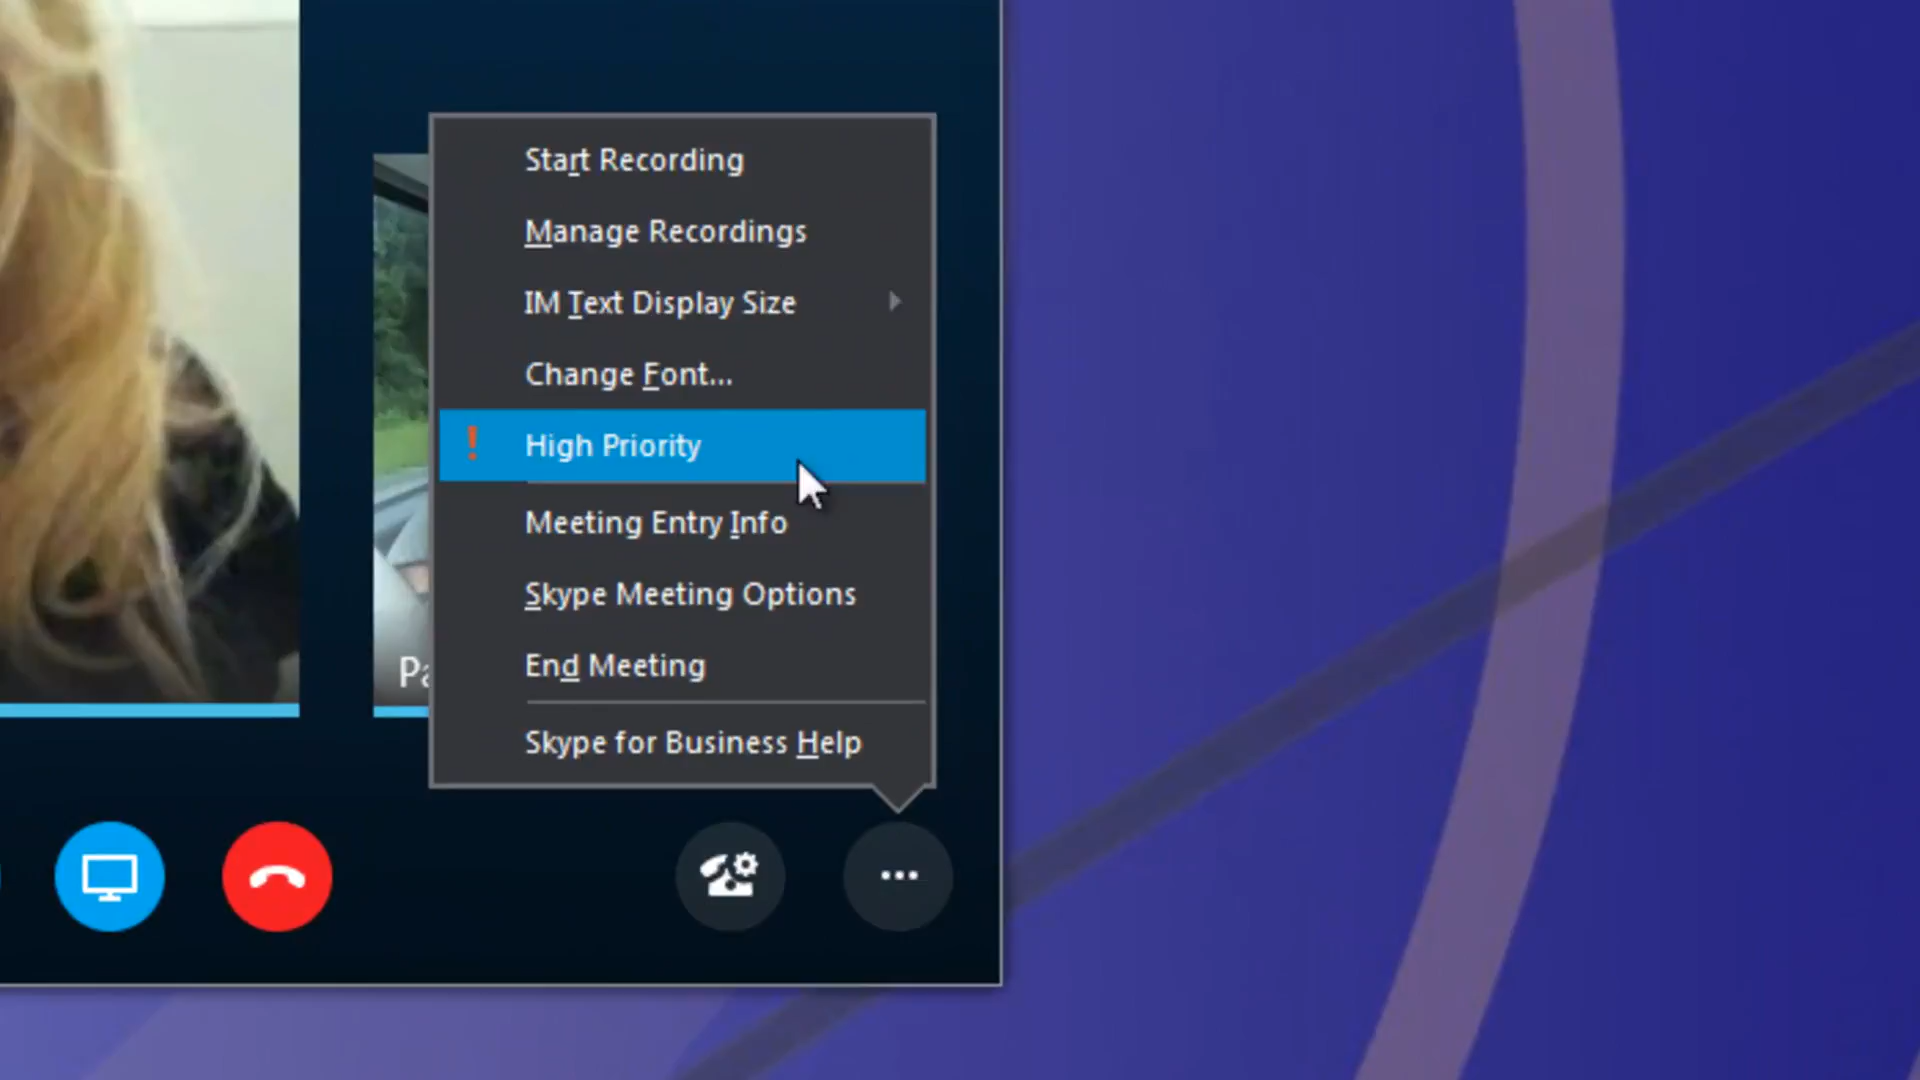 Start Recording
Manage Recordings
IM Text Display Size
Change Font...
! High Priority
Meeting Entry Info
Skype Meeting Options
End Meeting
Pa
Skype for Business Help